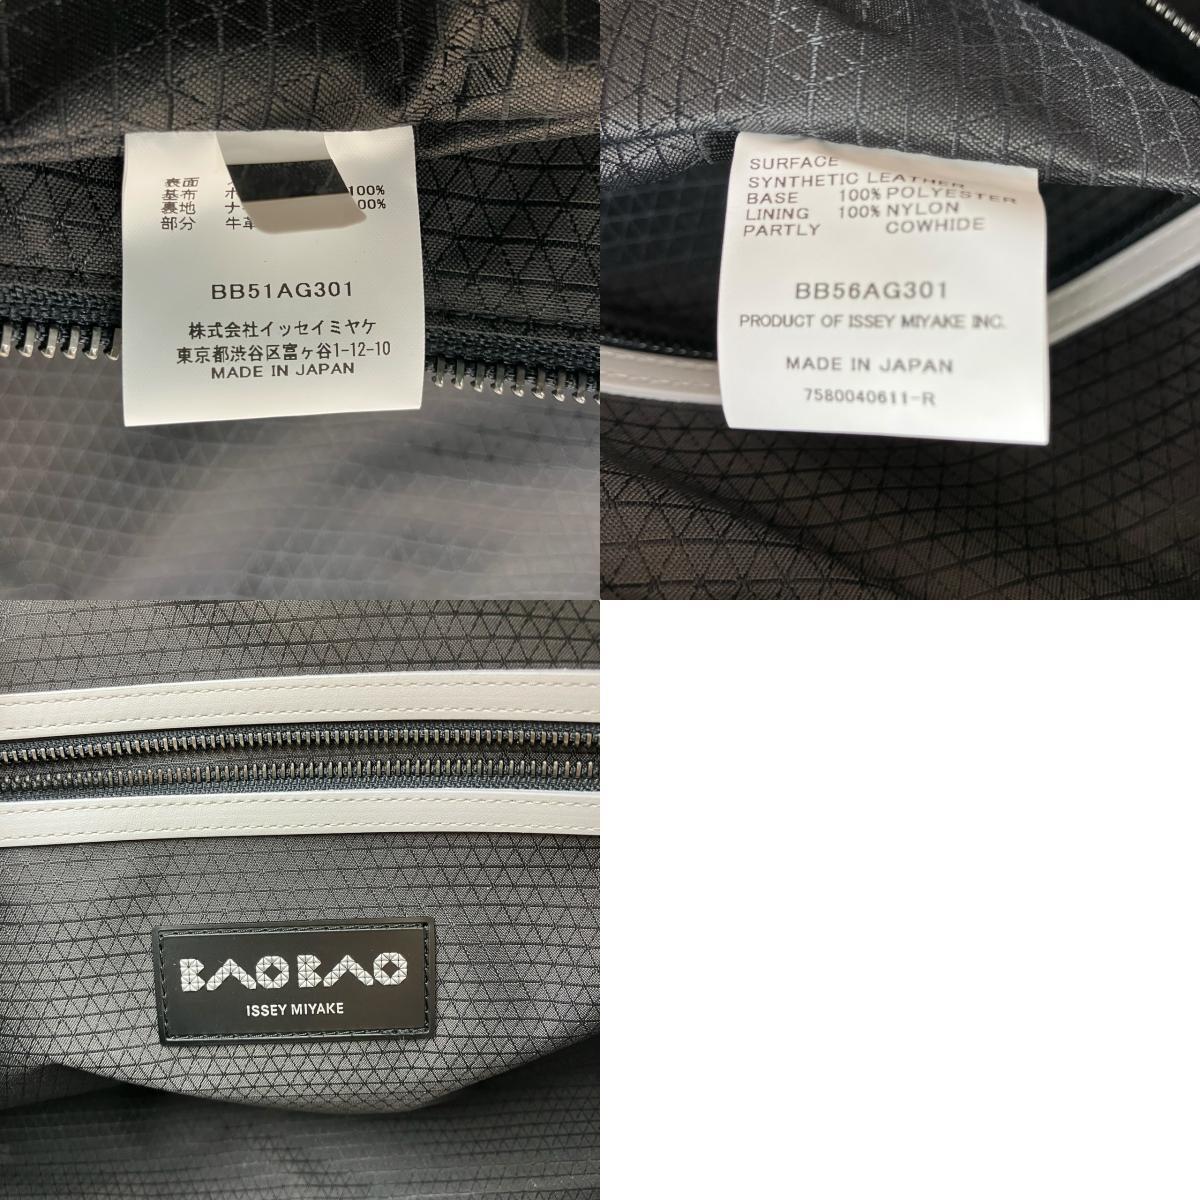 表面
基布 100%
裏地 00%
部分 牛革
BB51AG301
株式会社イッセイミヤケ
東京都渋谷区富ヶ谷1-12-10
MADE IN JAPAN
SURFACE
SYNTHETIC LEATHER
BASE 100% POLYESTER
LINING 100% NYLON
PARTLY COWHIDE
BB56AG301
PRODUCT OF ISSEY MIYAKE INC.
MADE IN JAPAN
7580040611-R
BAOBAO
ISSEY MIYAKE